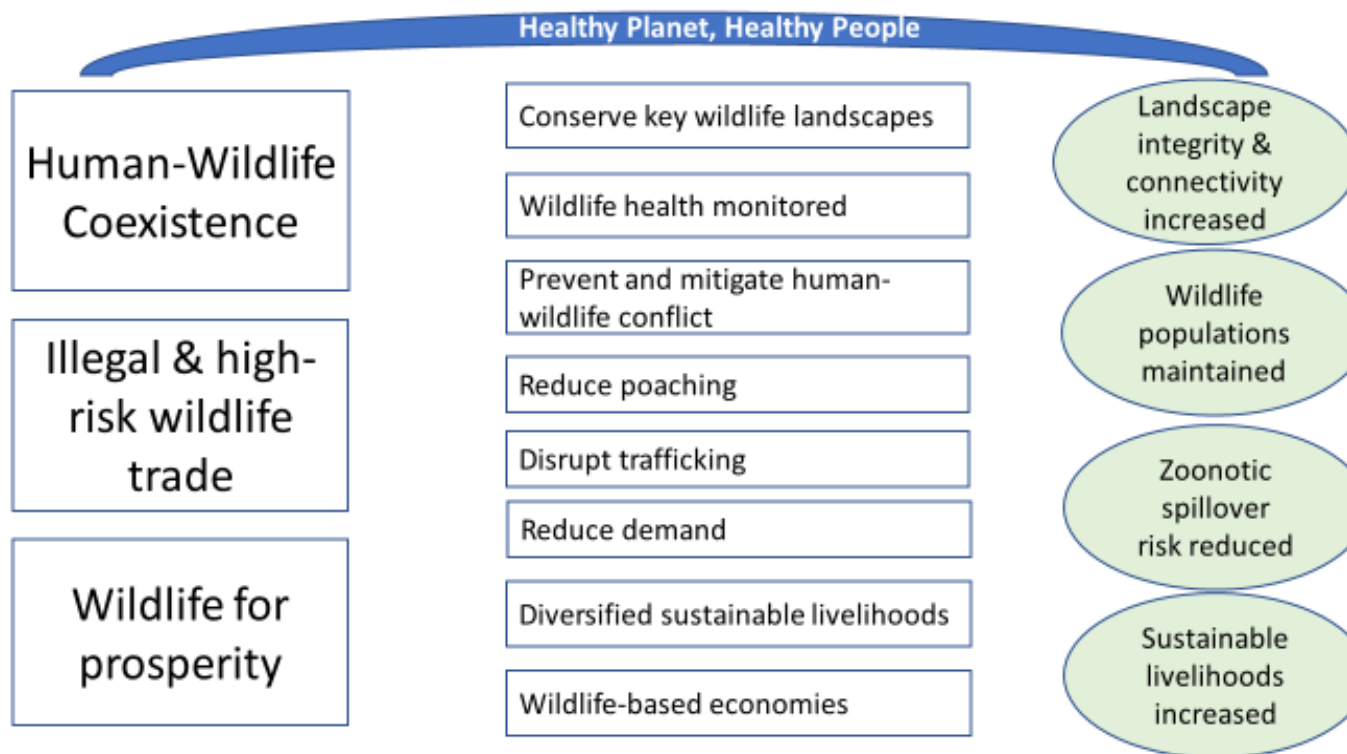 Healthy Planet, Healthy People
Human-Wildlife
Coexistence
Illegal & high-
risk wildlife
trade
Wildlife for
prosperity
Conserve key wildlife landscapes
Wildlife health monitored
Prevent and mitigate human-
wildlife conflict
Reduce poaching
Disrupt trafficking
Reduce demand
Diversified sustainable livelihoods
Wildlife-based economies
Landscape
integrity &
connectivity
increased
Wildlife
populations
maintained
Zoonotic
spillover
risk reduced
Sustainable
livelihoods
increased